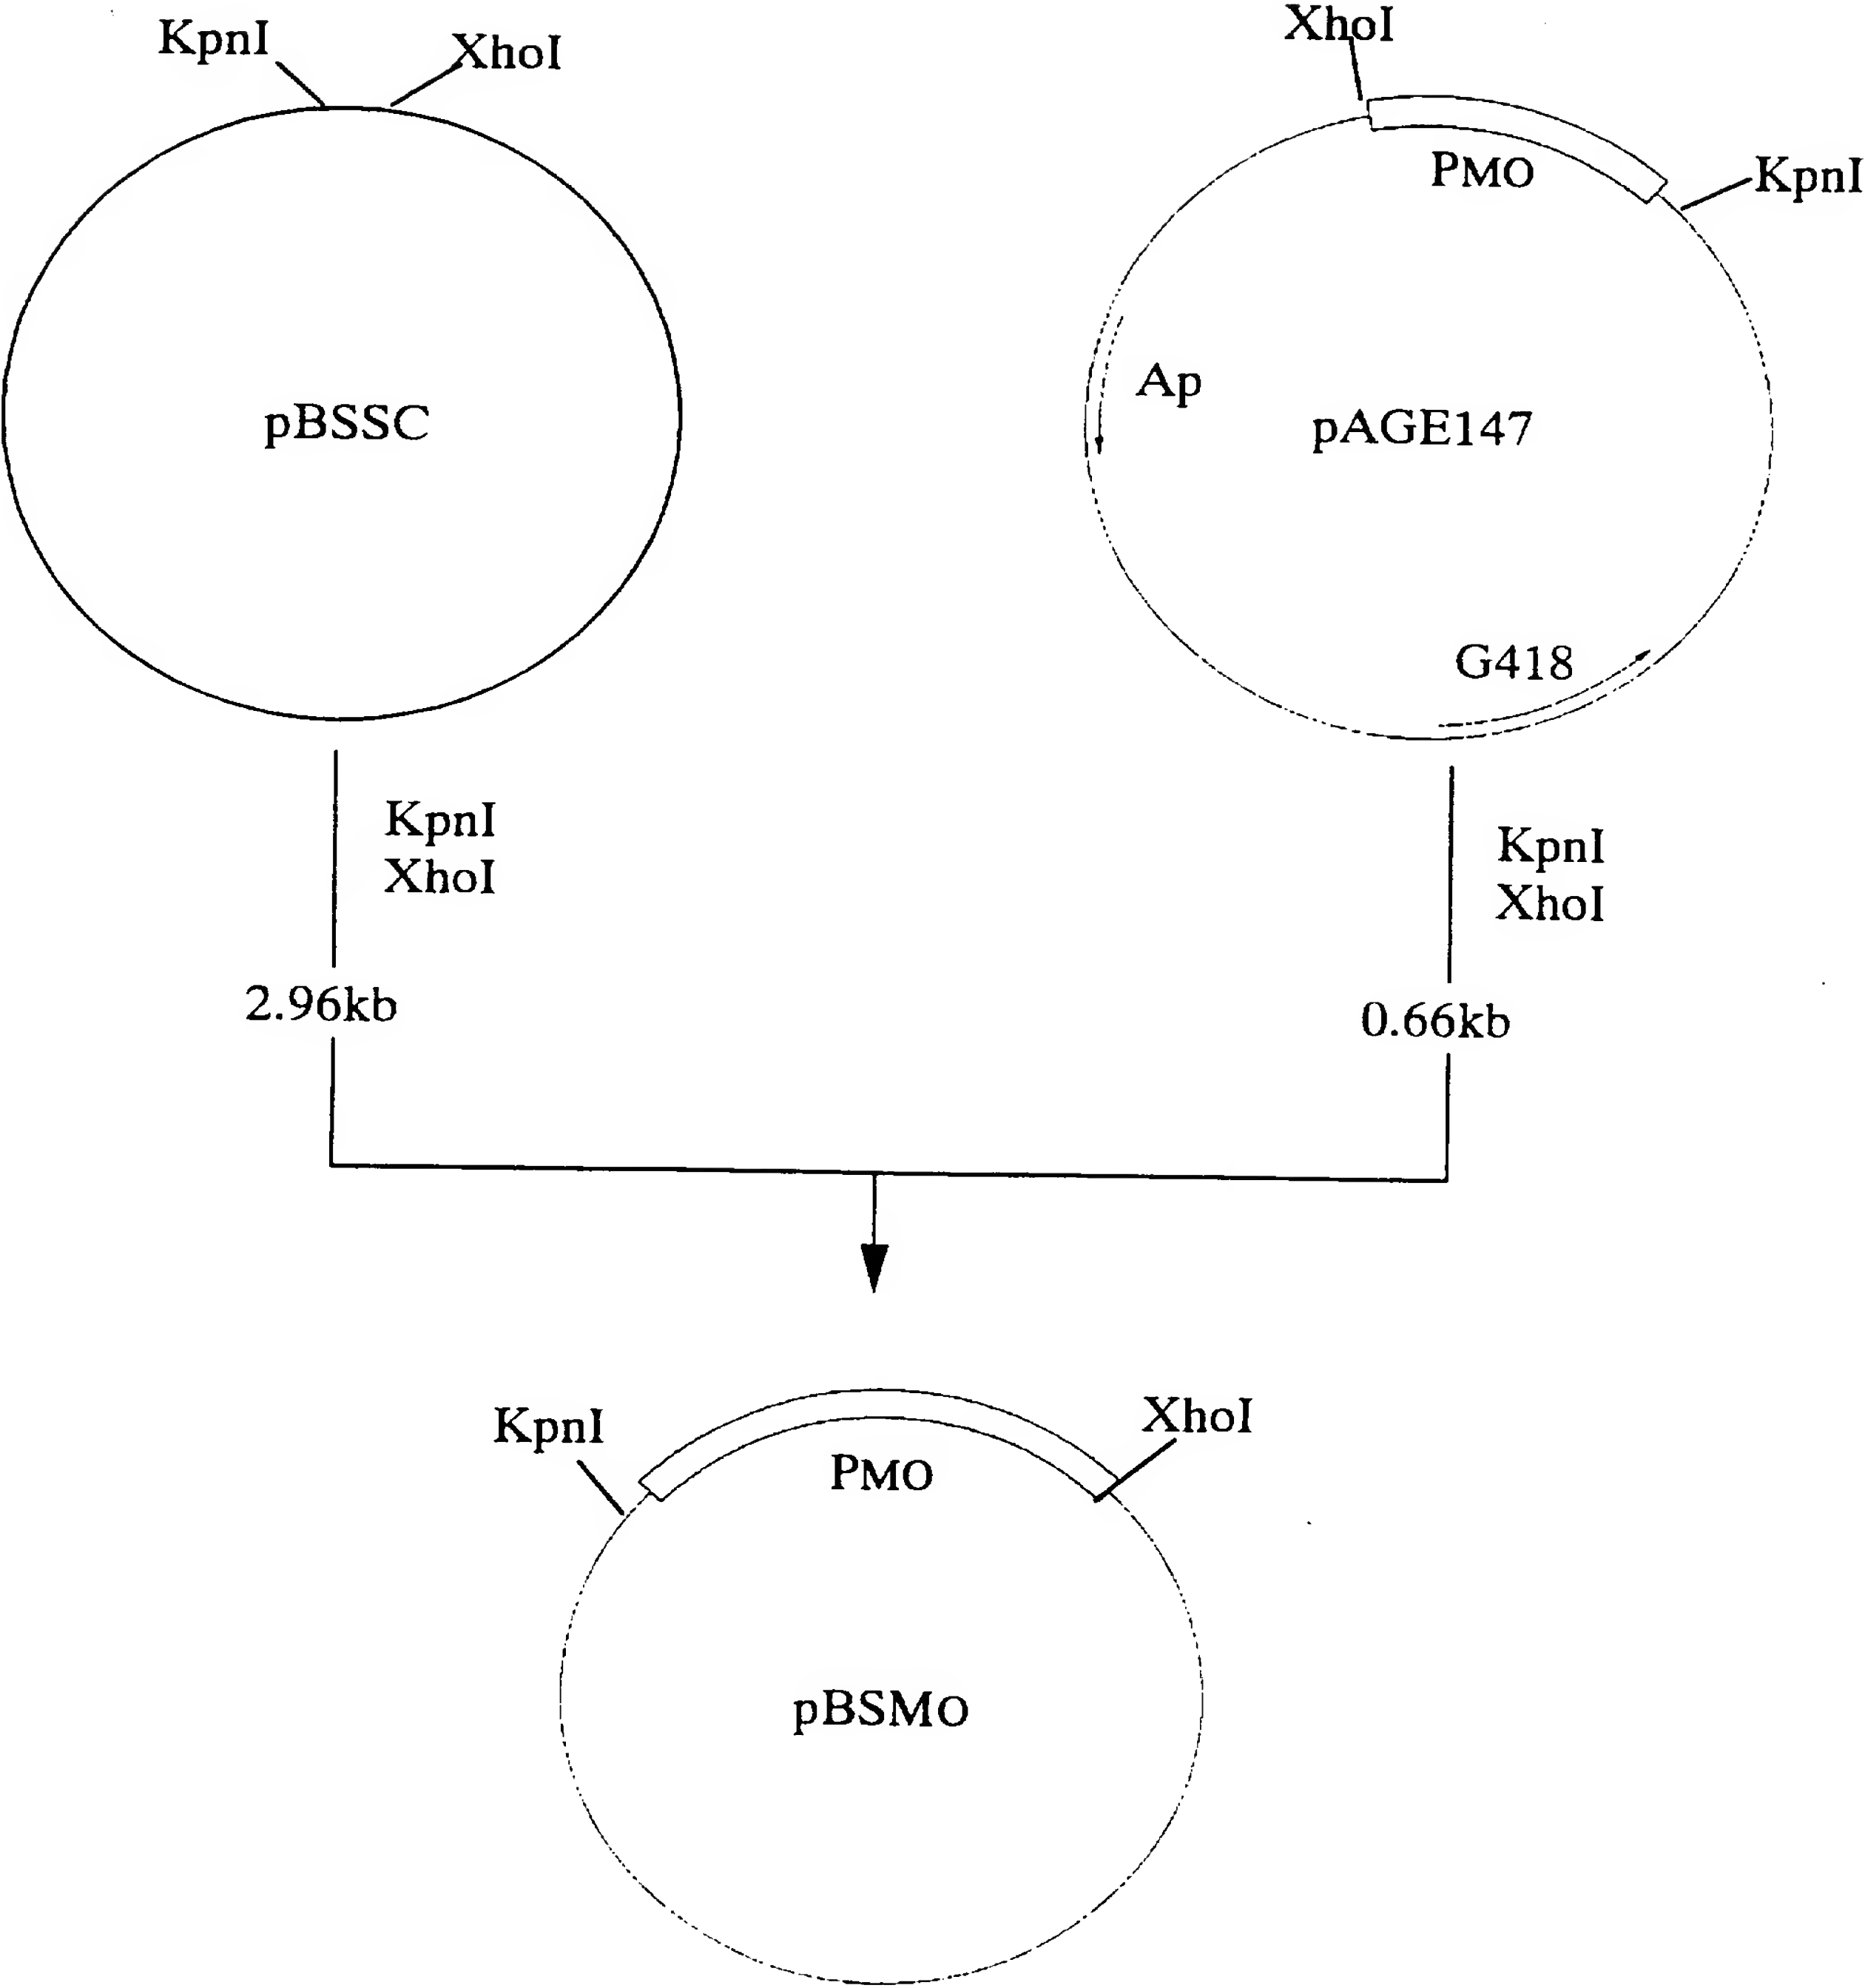 KpnI
XhoI
pBSSC
XhoI
PMO
KpnI
Ap
pAGE147
G418
KpnI
XhoI
2.96kb
KpnI
XhoI
0.66kb
KpnI
XhoI
PMO
pBSMO